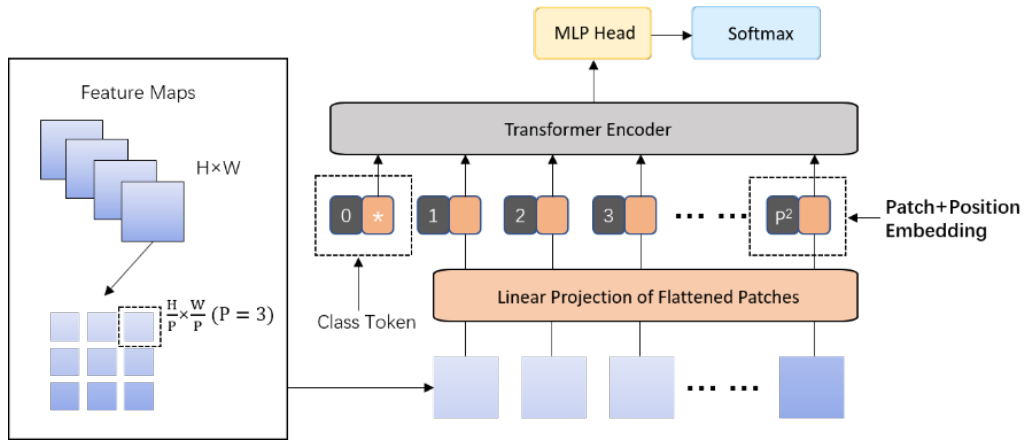 MLP Head
Softmax
Feature Maps
H×W
H/P × W/P (P = 3)
Transformer Encoder
0 * 1 2 3 ... ... P²
Patch+Position
Embedding
Class Token
Linear Projection of Flattened Patches
... ...